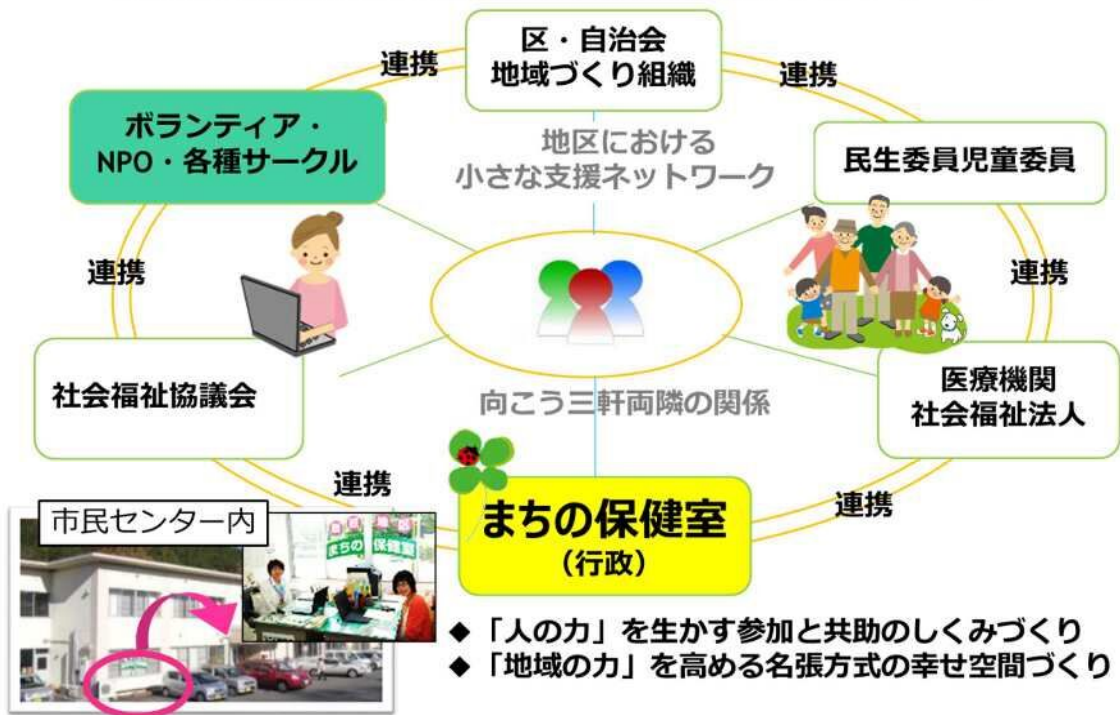 区・自治会
地域づくり組織
連携
連携
ボランティア・
NPO・各種サークル
地区における
小さな支援ネットワーク
民生委員児童委員
連携
連携
社会福祉協議会
向こう三軒両隣の関係
医療機関
社会福祉法人
連携
連携
まちの保健室
(行政)
市民センター内
まちの保健室
◆「人の力」を生かす参加と共助のしくみづくり
◆「地域の力」を高める名張方式の幸せ空間づくり